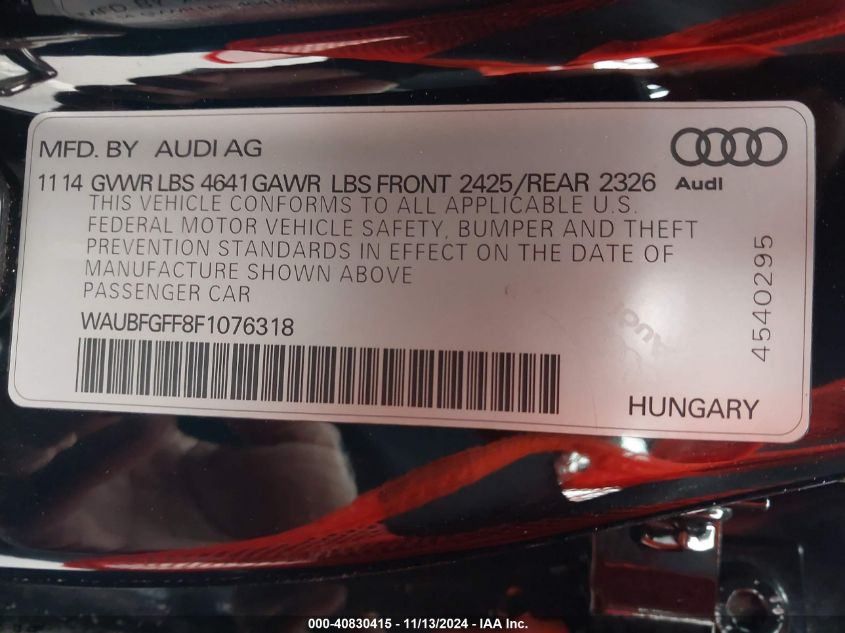 MFD. BY AUDI AG
11 14 GVWR LBS 4641 GAWR LBS FRONT 2425/REAR 2326
Audi
THIS VEHICLE CONFORMS TO ALL APPLICABLE U.S.
FEDERAL MOTOR VEHICLE SAFETY, BUMPER AND THEFT
PREVENTION STANDARDS IN EFFECT ON THE DATE OF
MANUFACTURE SHOWN ABOVE
PASSENGER CAR
WAUBFGFF8F1076318
4540295
Audi
HUNGARY
000-40830415 - 11/13/2024 - IAA Inc.